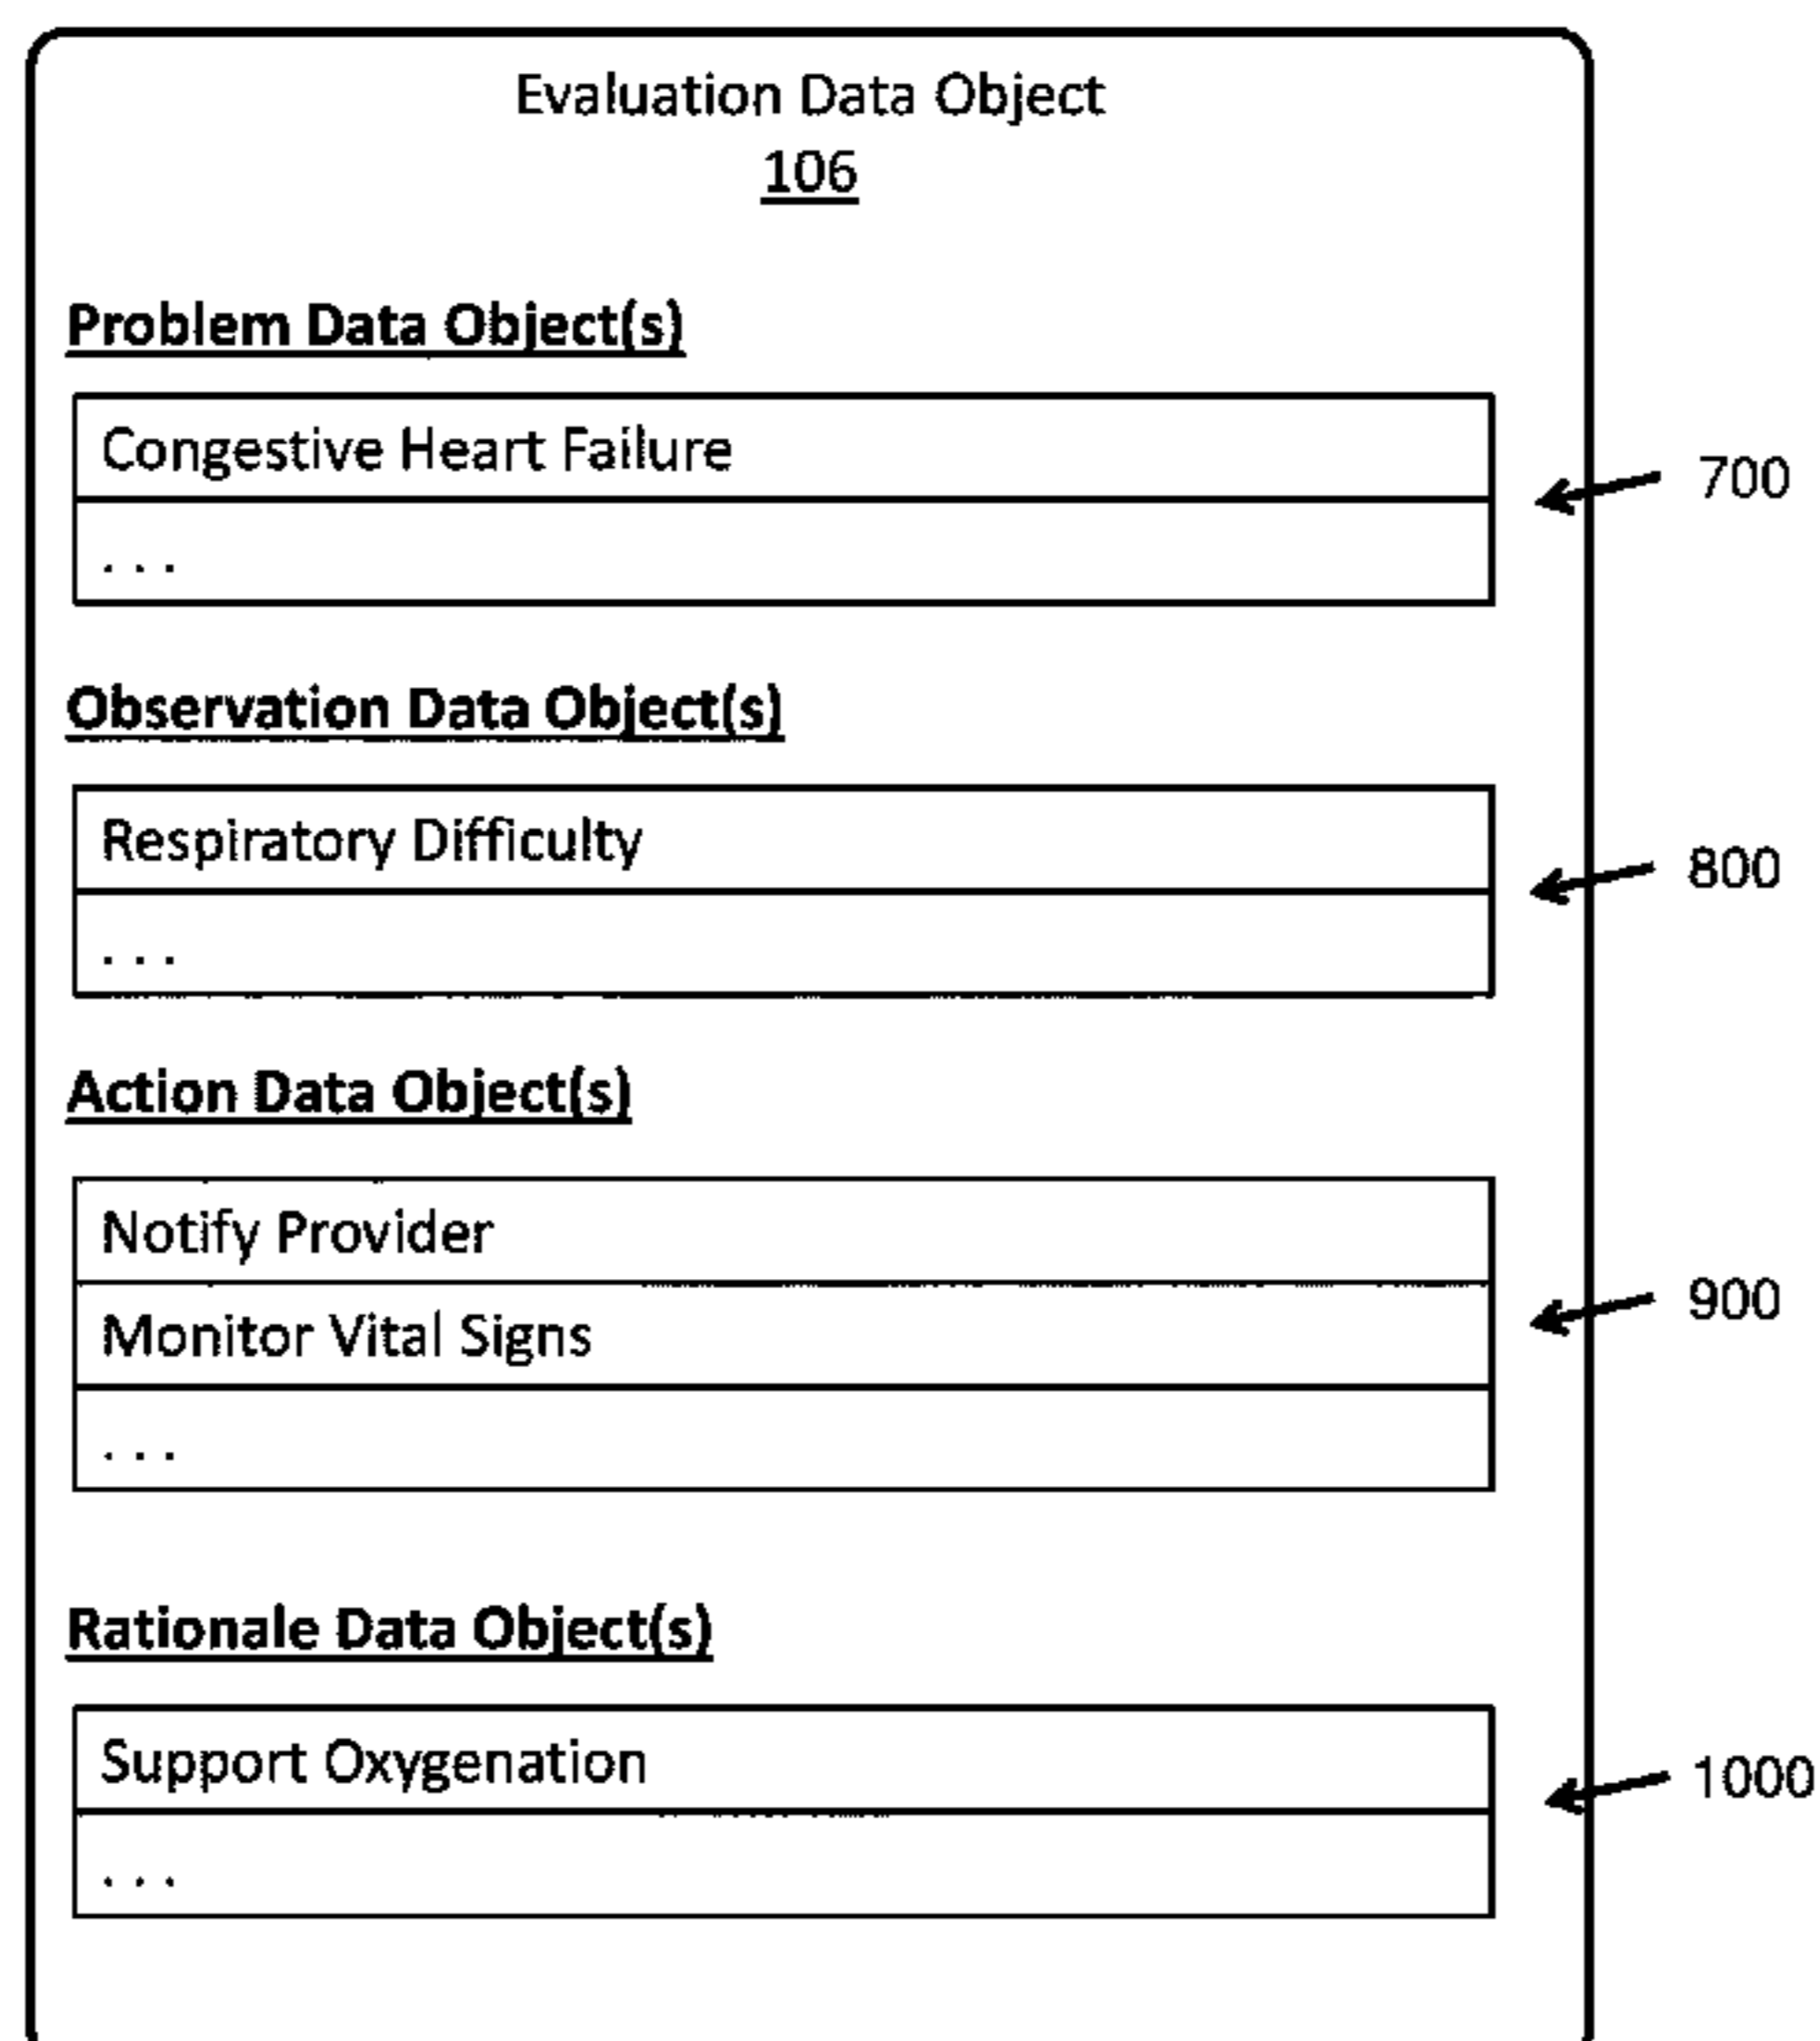 Evaluation Data Object
106
Problem Data Object(s)
Congestive Heart Failure
700
. . .
Observation Data Object(s)
Respiratory Difficulty
800
. . .
Action Data Object(s)
Notify Provider
900
Monitor Vital Signs
. . .
Rationale Data Object(s)
Support Oxygenation
1000
. . .